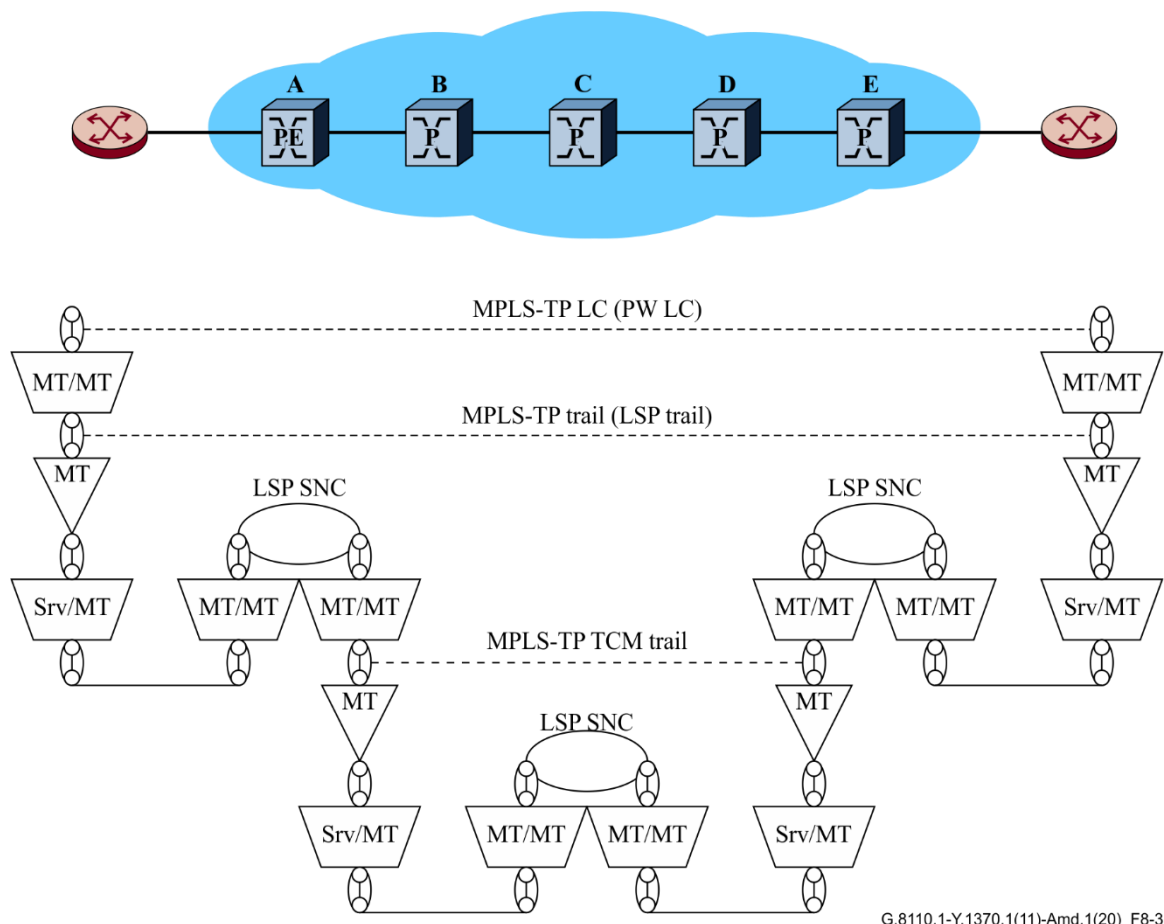 A B C D E
PE P P P P
MPLS-TP LC (PW LC)
MT/MT MT/MT
MPLS-TP trail (LSP trail)
MT MT
LSP SNC LSP SNC
Srv/MT MT/MT MT/MT MT/MT MT/MT Srv/MT
MPLS-TP TCM trail
MT MT
LSP SNC
Srv/MT MT/MT MT/MT Srv/MT
G.8110.1-Y.1370.1(11)-Amd.1(20)_F8-3